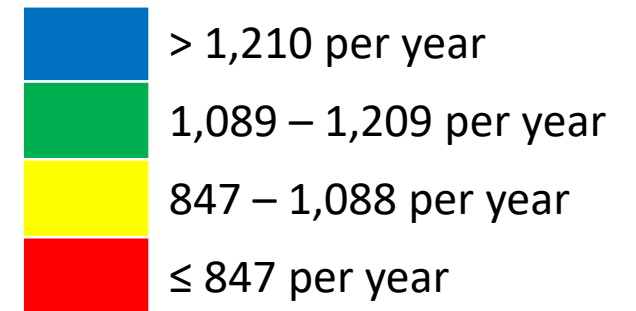 > 1,210 per year
1,089 – 1,209 per year
847 – 1,088 per year
≤ 847 per year